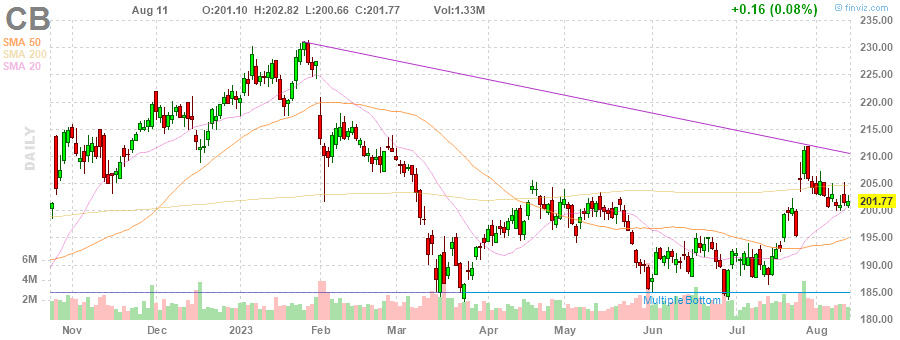 CB Aug 11 O:201.10 H:202.82 L:200.66 C:201.77 Vol:1.33M +0.16 (0.08%) © finviz.com
SMA 50
SMA 200
SMA 20
DAILY
235.00
230.00
225.00
220.00
215.00
210.00
205.00
201.77
200.00
195.00
190.00
185.00
180.00
6M
4M
2M
Multiple Bottom
Nov Dec 2023 Feb Mar Apr May Jun Jul Aug